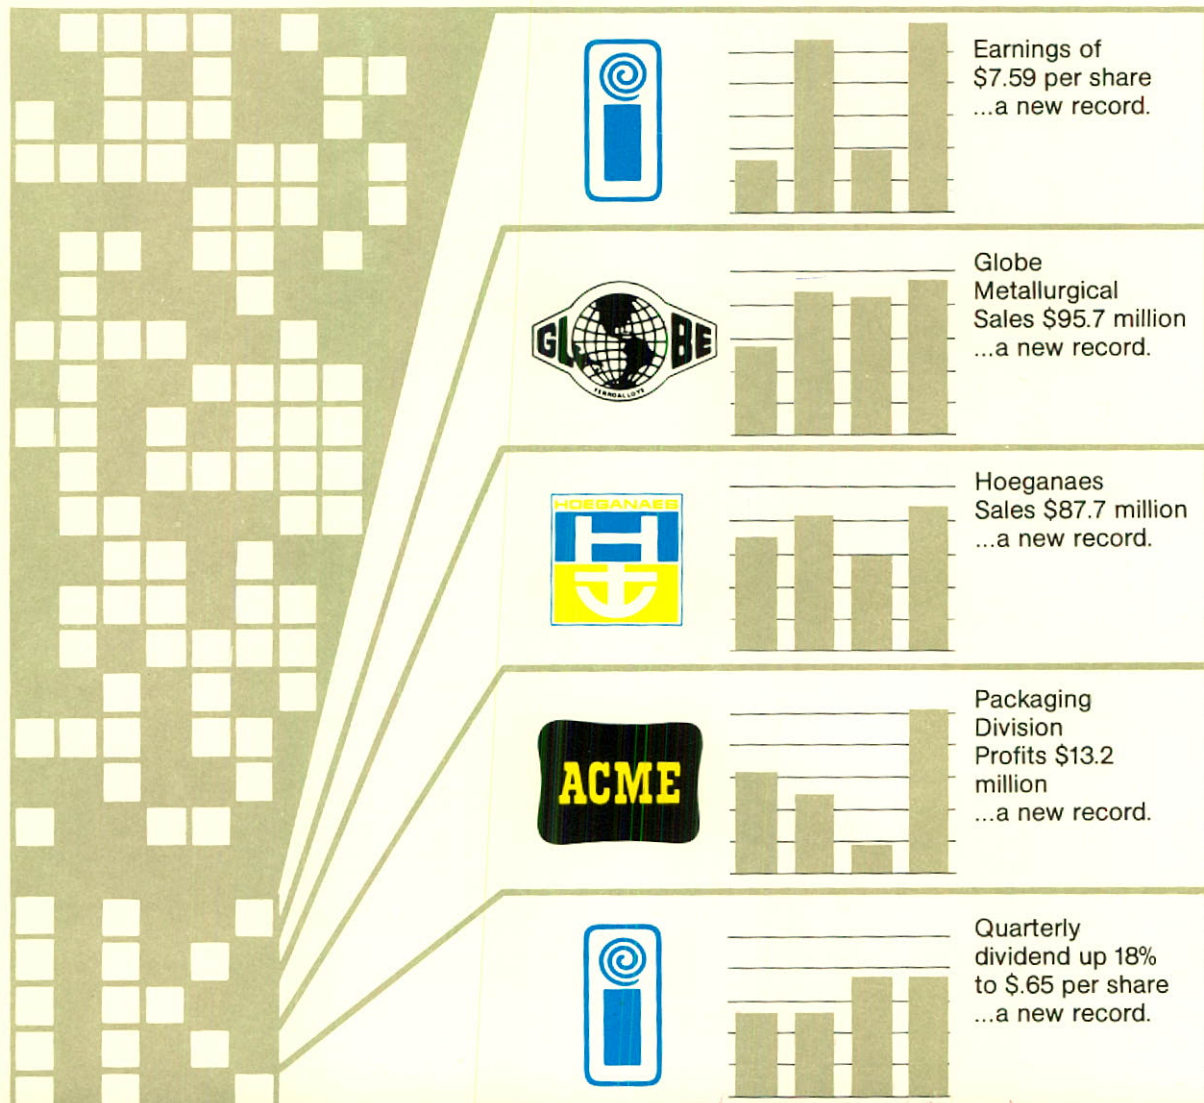 Earnings of
$7.59 per share
...a new record.
GLOBE
FERROALLOYS
Globe
Metallurgical
Sales $95.7 million
...a new record.
HOEGANAES
H
Hoeganaes
Sales $87.7 million
...a new record.
ACME
Packaging
Division
Profits $13.2
million
...a new record.
Quarterly
dividend up 18%
to $.65 per share
...a new record.